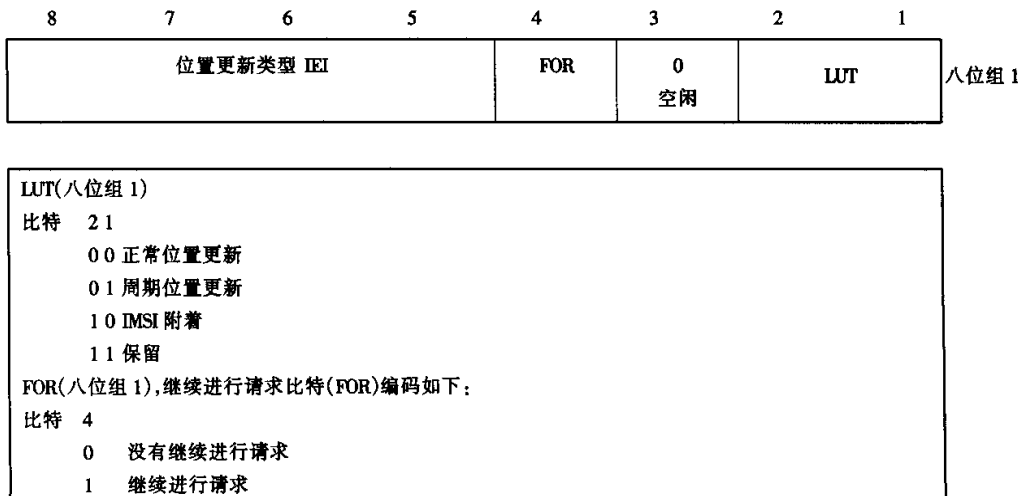 8 7 6 5 4 3 2 1
位置更新类型 IEI FOR 0 LUT 八位组 1
空闲
LUT(八位组 1)
比特 2 1
0 0 正常位置更新
0 1 周期位置更新
1 0 IMSI 附着
1 1 保留
FOR(八位组 1),继续进行请求比特(FOR)编码如下:
比特 4
0 没有继续进行请求
1 继续进行请求